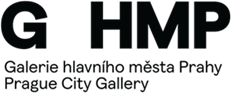 G HMP
Galerie hlavního města Prahy
Prague City Gallery